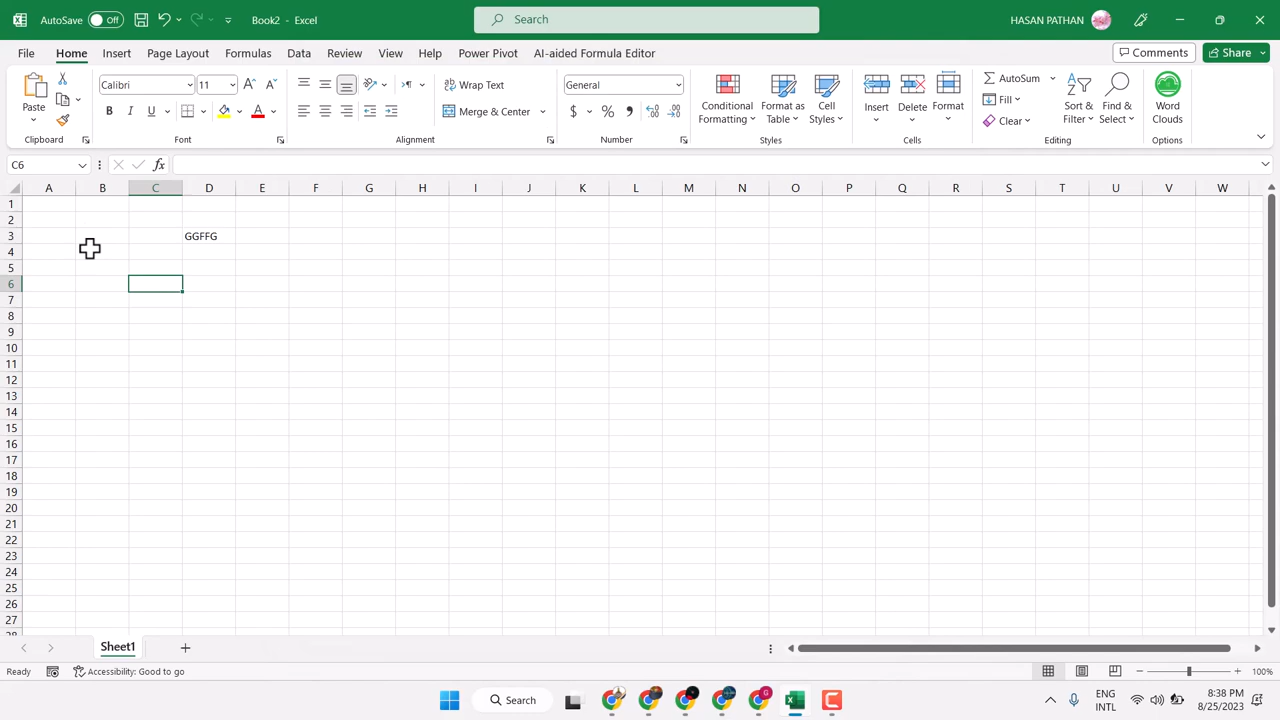 AutoSave Off Book2 - Excel Search HASAN PATHAN
File Home Insert Page Layout Formulas Data Review View Help Power Pivot AI-aided Formula Editor Comments Share
Calibri 11 Wrap Text General AutoSum
Paste Merge & Center Conditional Formatting Format as Table Cell Styles Insert Delete Format Fill Sort & Filter Find & Select Word Clouds
B I U A $ % Clear
Clipboard Font Alignment Number Styles Cells Editing Options
C6 fx
A B C D E F G H I J K L M N O P Q R S T U V W
1
2
3 GGFFG
4
5
6
7
8
9
10
11
12
13
14
15
16
17
18
19
20
21
22
23
24
25
26
27
28
Sheet1
Ready Accessibility: Good to go 100%
Search ENG INTL 8:38 PM 8/25/2023